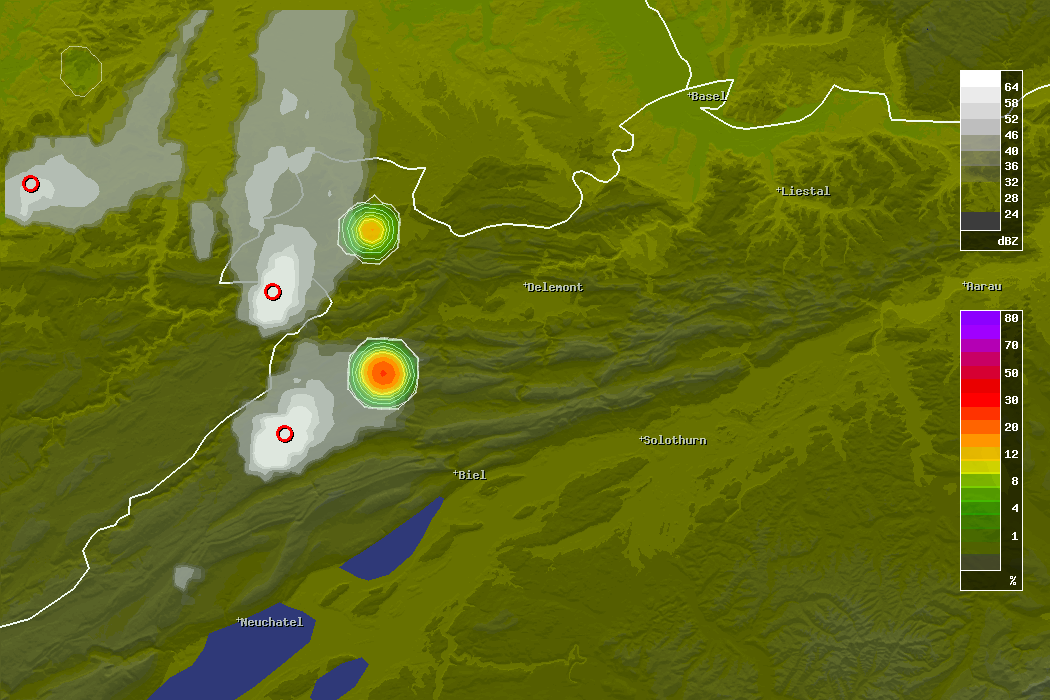 +Basel
+Liestal
+Delemont
+Aarau
+Solothurn
+Biel
+Neuchatel
64
58
52
46
40
36
32
28
24
dBZ
80
70
50
30
20
12
8
4
1
%